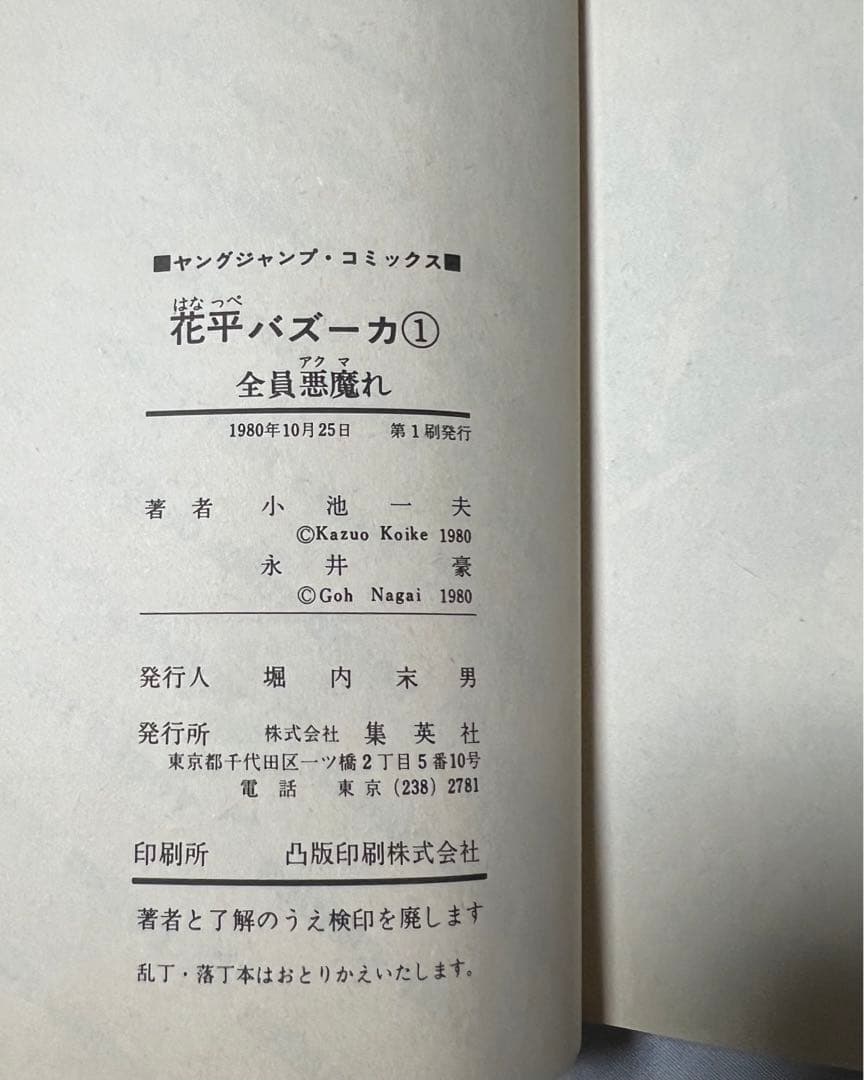 ■ヤングジャンプ・コミックス■
はなっぺ
花平バズーカ①
アクマ
全員悪魔れ
1980年10月25日 第1刷発行
著者 小池一夫
©Kazuo Koike 1980
永井豪
©Goh Nagai 1980
発行人 堀内末男
発行所 株式会社 集英社
東京都千代田区一ツ橋2丁目5番10号
電話 東京(238)2781
印刷所 凸版印刷株式会社
著者と了解のうえ検印を廃します
乱丁・落丁本はおとりかえいたします。